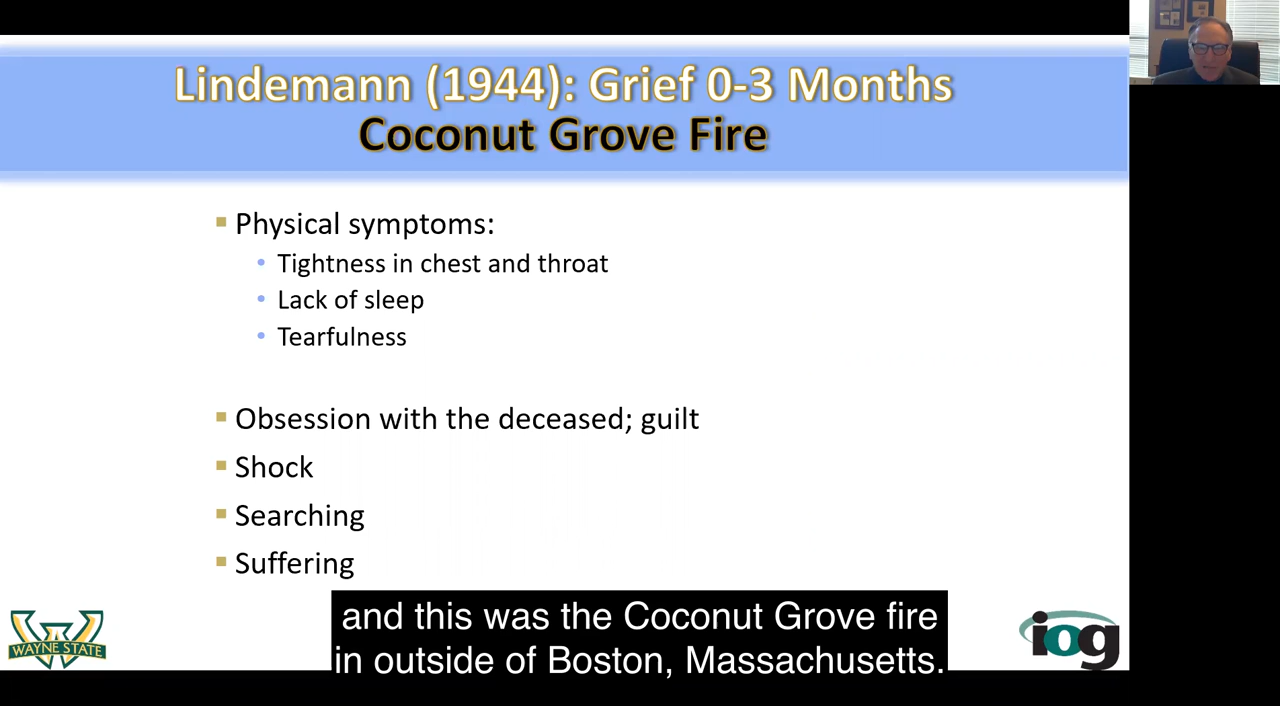 Lindemann (1944): Grief 0-3 Months
Coconut Grove Fire
Physical symptoms:
Tightness in chest and throat
Lack of sleep
Tearfulness
Obsession with the deceased; guilt
Shock
Searching
Suffering
and this was the Coconut Grove fire
in outside of Boston, Massachusetts.
W
WAYNE STATE
iog